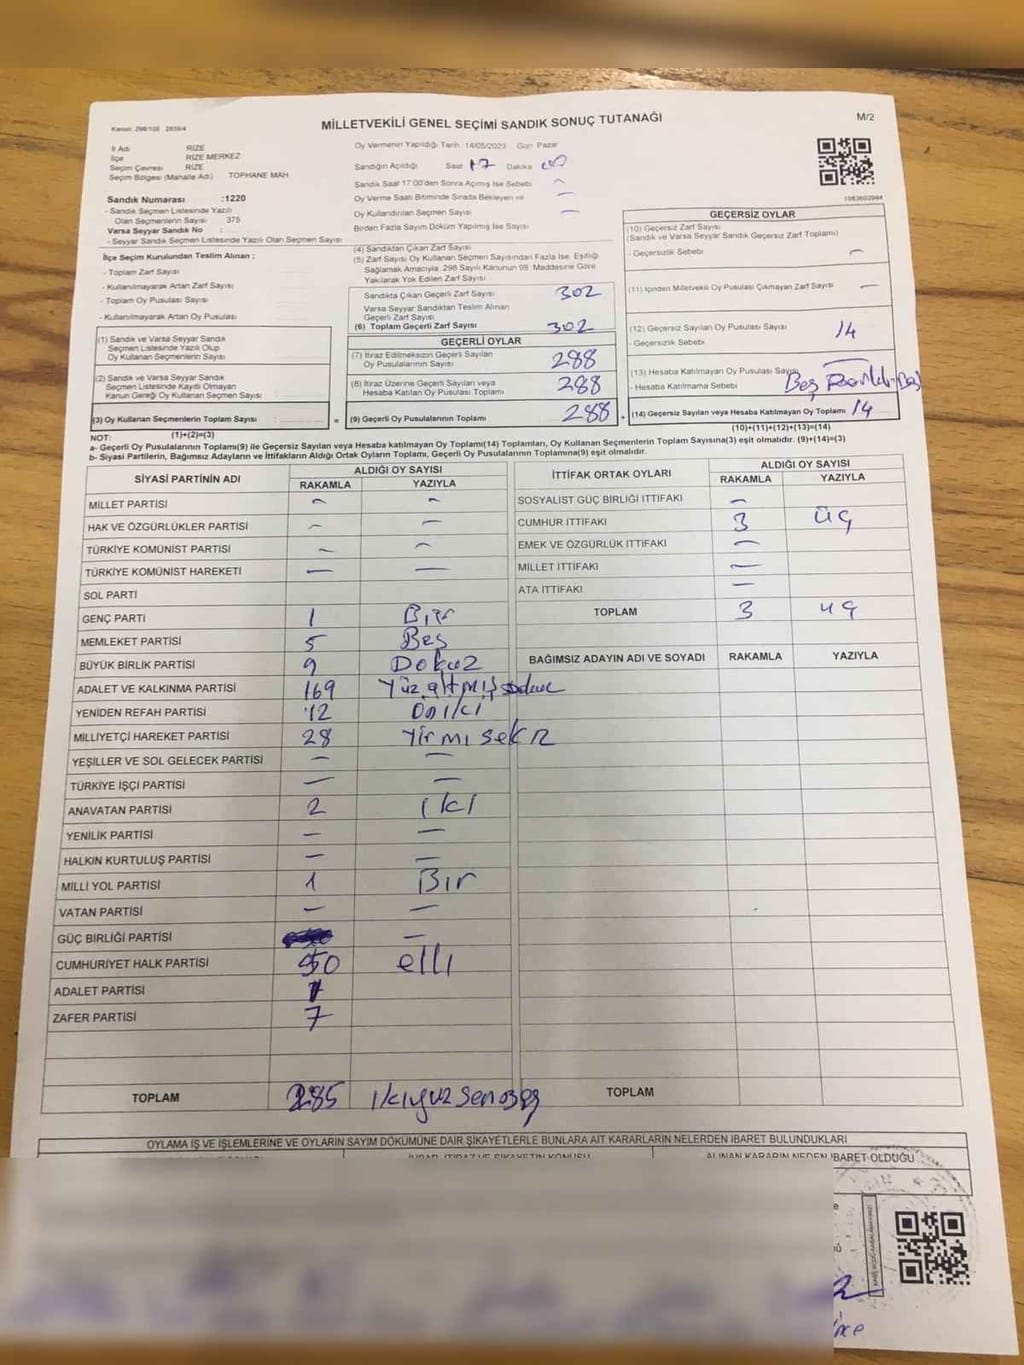 MİLLETVEKİLİ GENEL SEÇİMİ SANDIK SONUÇ TUTANAĞI
M/2
Kanun: 298/105 2839/4
İl Adı RİZE
İlçe RİZE MERKEZ
Seçim Çevresi RİZE
Seçim Bölgesi (Mahalle Adı) TOPHANE MAH
Sandık Numarası :1220
- Sandık Seçmen Listesinde Yazılı
Olan Seçmenlerin Sayısı 375
Varsa Seyyar Sandık No :
- Seyyar Sandık Seçmen Listesinde Yazılı Olan Seçmen Sayısı
İlçe Seçim Kurulundan Teslim Alınan ;
- Toplam Zarf Sayısı
- Kullanılmayarak Artan Zarf Sayısı
- Toplam Oy Pusulası Sayısı
- Kullanılmayarak Artan Oy Pusulası
(1) Sandık ve Varsa Seyyar Sandık
Seçmen Listesinde Yazılı Olup
Oy Kullanan Seçmenlerin Sayısı
(2) Sandık ve Varsa Seyyar Sandık
Seçmen Listesinde Kayıtlı Olmayan
Kanun Gereği Oy Kullanan Seçmen Sayısı
(3) Oy Kullanan Seçmenlerin Toplam Sayısı
(1)+(2)=(3)
Oy Vermenin Yapıldığı Tarih 14/05/2023 Gün Pazar
Sandığın Açıldığı Saat 17 Dakika
Sandık Saat 17:00'den Sonra Açılmış İse Sebebi —
Oy Verme Saati Bitiminde Sırada Bekleyen ve —
Oy Kullandırılan Seçmen Sayısı —
Birden Fazla Sayım Döküm Yapılmış İse Sayısı
(4) Sandıktan Çıkan Zarf Sayısı
(5) Zarf Sayısı Oy Kullanan Seçmen Sayısından Fazla İse, Eşitliği
Sağlamak Amacıyla, 298 Sayılı Kanunun 98. Maddesine Göre
Yakılarak Yok Edilen Zarf Sayısı
Sandıkta Çıkan Geçerli Zarf Sayısı 302
Varsa Seyyar Sandıktan Teslim Alınan
Geçerli Zarf Sayısı
(6) Toplam Geçerli Zarf Sayısı 302
GEÇERLİ OYLAR
(7) İtiraz Edilmeksizin Geçerli Sayılan
Oy Pusulalarının Sayısı 288
(8) İtiraz Üzerine Geçerli Sayılan veya
Hesaba Katılan Oy Pusulası Toplamı 288
= (9) Geçerli Oy Pusulalarının Toplamı 288
1083602984
GEÇERSİZ OYLAR
(10) Geçersiz Zarf Sayısı
(Sandık ve Varsa Seyyar Sandık Geçersiz Zarf Toplamı)
- Geçersizlik Sebebi —
(11) İçinden Milletvekili Oy Pusulası Çıkmayan Zarf Sayısı —
(12) Geçersiz Sayılan Oy Pusulası Sayısı 14
- Geçersizlik Sebebi
(13) Hesaba Katılmayan Oy Pusulası Sayısı —
- Hesaba Katılmama Sebebi
(14) Geçersiz Sayılan veya Hesaba Katılmayan Oy Toplamı 14
(10)+(11)+(12)+(13)=(14)
NOT:
a- Geçerli Oy Pusulalarının Toplamı(9) ile Geçersiz Sayılan veya Hesaba katılmayan Oy Toplamı(14) Toplamları, Oy Kullanan Seçmenlerin Toplam Sayısına(3) eşit olmalıdır. (9)+(14)=(3)
b- Siyasi Partilerin, Bağımsız Adayların ve İttifakların Aldığı Ortak Oyların Toplamı, Geçerli Oy Pusulalarının Toplamına(9) eşit olmalıdır.
SİYASİ PARTİNİN ADI ALDIĞI OY SAYISI
RAKAMLA YAZIYLA
MİLLET PARTİSİ — —
HAK VE ÖZGÜRLÜKLER PARTİSİ — —
TÜRKİYE KOMÜNİST PARTİSİ — —
TÜRKİYE KOMÜNİST HAREKETİ — —
SOL PARTİ
GENÇ PARTİ 1 Bir
MEMLEKET PARTİSİ 5 Beş
BÜYÜK BİRLİK PARTİSİ 9 Dokuz
ADALET VE KALKINMA PARTİSİ 169
YENİDEN REFAH PARTİSİ 12 on iki
MİLLİYETÇİ HAREKET PARTİSİ 28 Yirmi sekiz
YEŞİLLER VE SOL GELECEK PARTİSİ — —
TÜRKİYE İŞÇİ PARTİSİ — —
ANAVATAN PARTİSİ 2 iki
YENİLİK PARTİSİ — —
HALKIN KURTULUŞ PARTİSİ — —
MİLLİ YOL PARTİSİ 1 Bir
VATAN PARTİSİ — —
GÜÇ BİRLİĞİ PARTİSİ —
CUMHURİYET HALK PARTİSİ 50 elli
ADALET PARTİSİ
ZAFER PARTİSİ 7
TOPLAM 285
İTTİFAK ORTAK OYLARI ALDIĞI OY SAYISI
RAKAMLA YAZIYLA
SOSYALİST GÜÇ BİRLİĞİ İTTİFAKI —
CUMHUR İTTİFAKI 3 üç
EMEK VE ÖZGÜRLÜK İTTİFAKI —
MİLLET İTTİFAKI —
ATA İTTİFAKI —
TOPLAM 3 üç
BAĞIMSIZ ADAYIN ADI VE SOYADI RAKAMLA YAZIYLA
TOPLAM
OYLAMA İŞ VE İŞLEMLERİNE VE OYLARIN SAYIM DÖKÜMÜNE DAİR ŞİKAYETLERLE BUNLARA AİT KARARLARIN NELERDEN İBARET BULUNDUKLARI
İTİRAZ VE ŞİKAYETİN KONUSU
ALINAN KARARIN NEDEN İBARET OLDUĞU